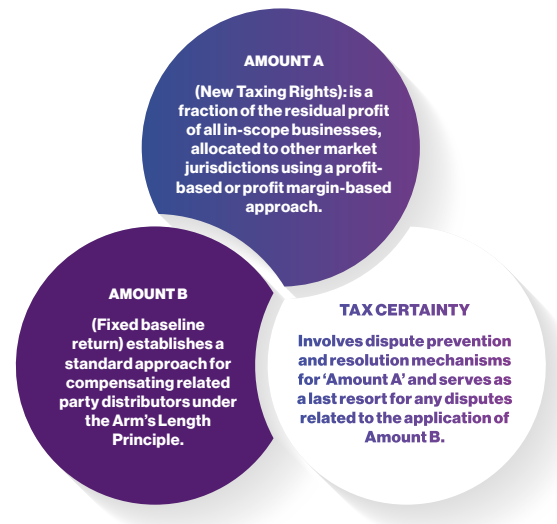 AMOUNT A
(New Taxing Rights): is a
fraction of the residual profit
of all in-scope businesses,
allocated to other market
jurisdictions using a profit-
based or profit margin-based
approach.
AMOUNT B
(Fixed baseline
return) establishes a
standard approach for
compensating related
party distributors under
the Arm's Length
Principle.
TAX CERTAINTY
Involves dispute prevention
and resolution mechanisms
for ‘Amount A’ and serves as
a last resort for any disputes
related to the application of
Amount B.